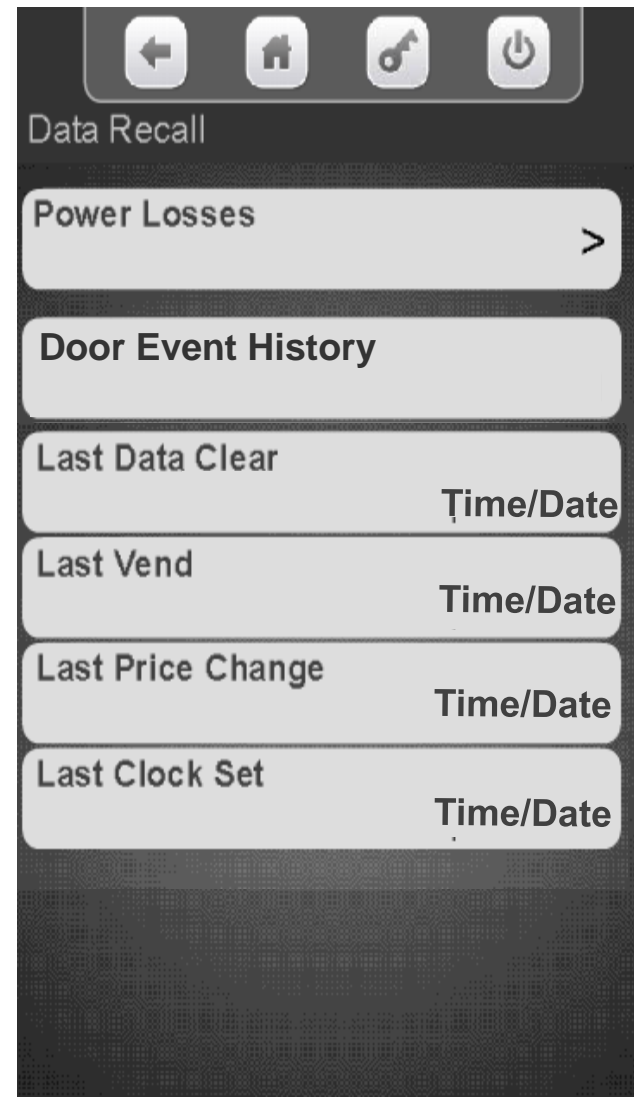 Data Recall
Power Losses
>
Door Event History
Last Data Clear
Time/Date
Last Vend
Time/Date
Last Price Change
Time/Date
Last Clock Set
Time/Date